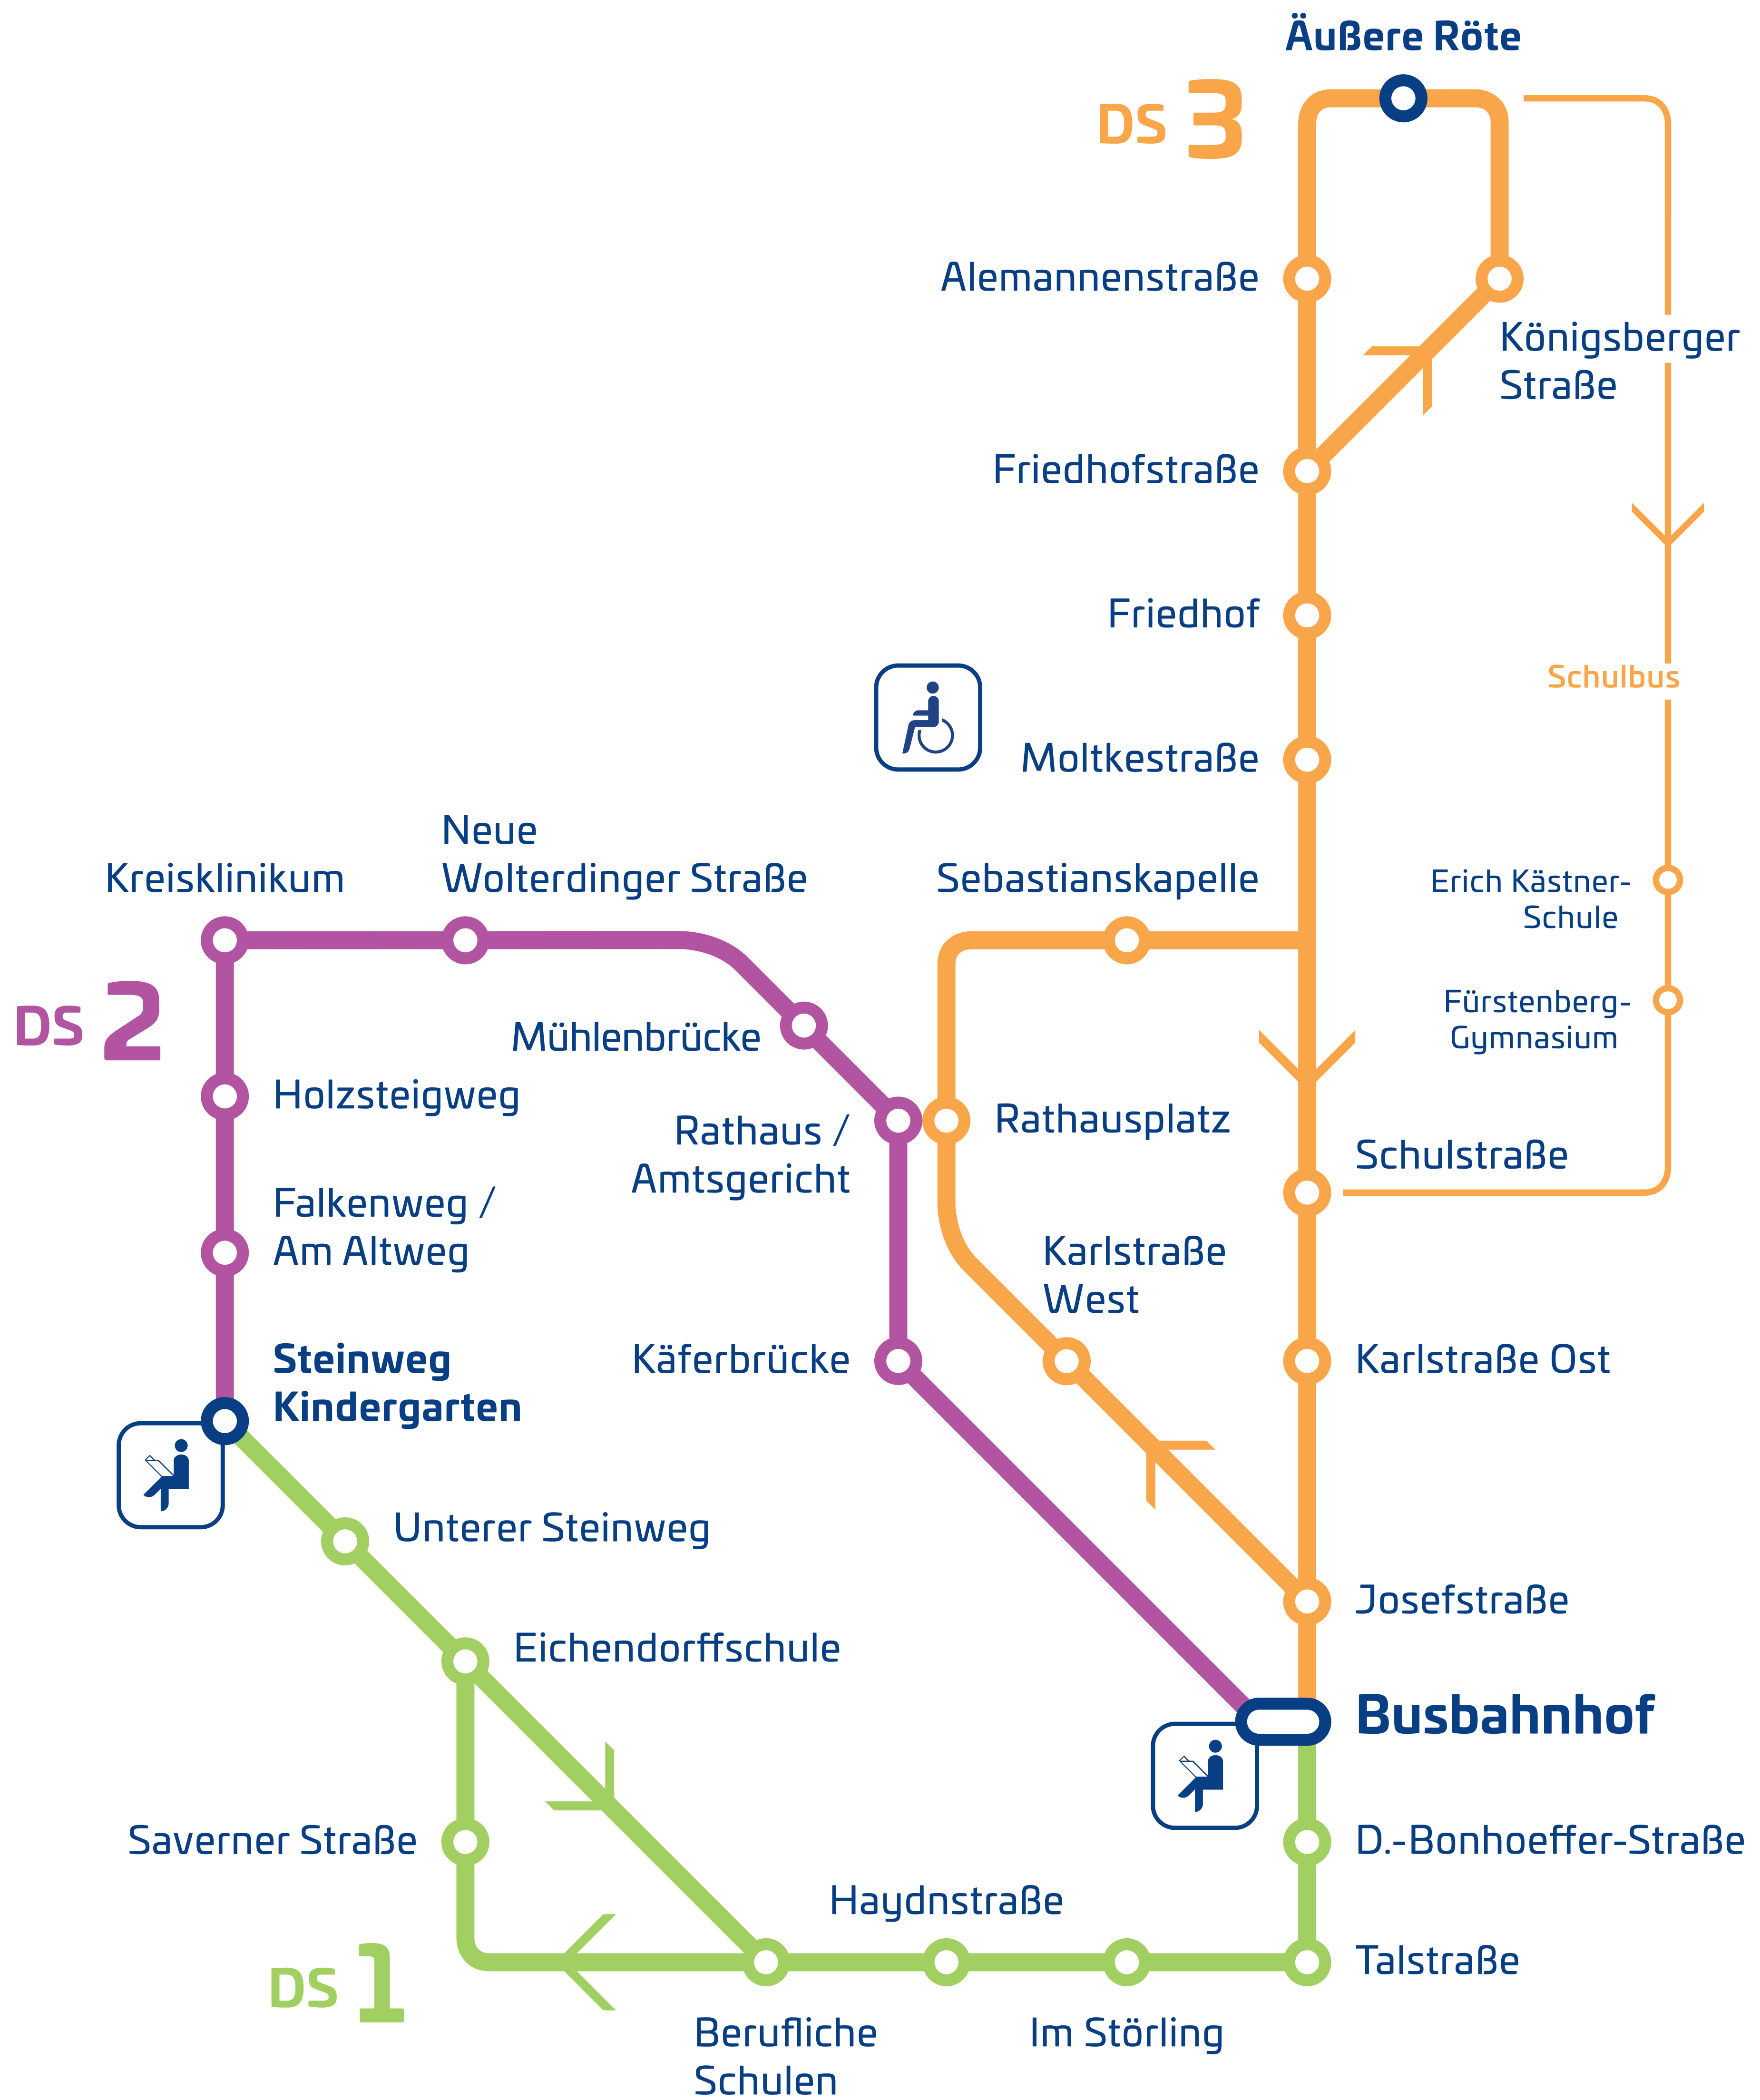 Äußere Röte
DS 3
Alemannenstraße
Königsberger
Straße
Friedhofstraße
Friedhof
Schulbus
Moltkestraße
Neue
Wolterdinger Straße
Kreisklinikum
Sebastianskapelle
Erich Kästner-
Schule
DS 2
Mühlenbrücke
Fürstenberg-
Gymnasium
Holzsteigweg
Rathaus /
Amtsgericht
Rathausplatz
Schulstraße
Falkenweg /
Am Altweg
Karlstraße
West
Steinweg
Kindergarten
Käferbrücke
Karlstraße Ost
Unterer Steinweg
Josefstraße
Eichendorffschule
Busbahnhof
Saverner Straße
D.-Bonhoeffer-Straße
Haydnstraße
DS 1
Talstraße
Berufliche
Schulen
Im Störling